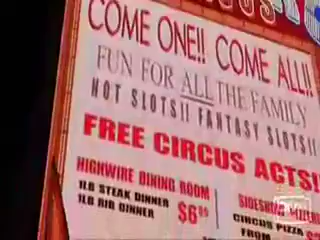 COME ONE!! COME ALL!!
FUN FOR ALL THE FAMILY
HOT SLOTS!! FANTASY SLOTS!!
FREE CIRCUS ACTS!
HIGHWIRE DINING ROOM
1LB STEAK DINNER
1LB RIB DINNER
$6
SIDESHOW
CIRCUS PIZZA
FROM